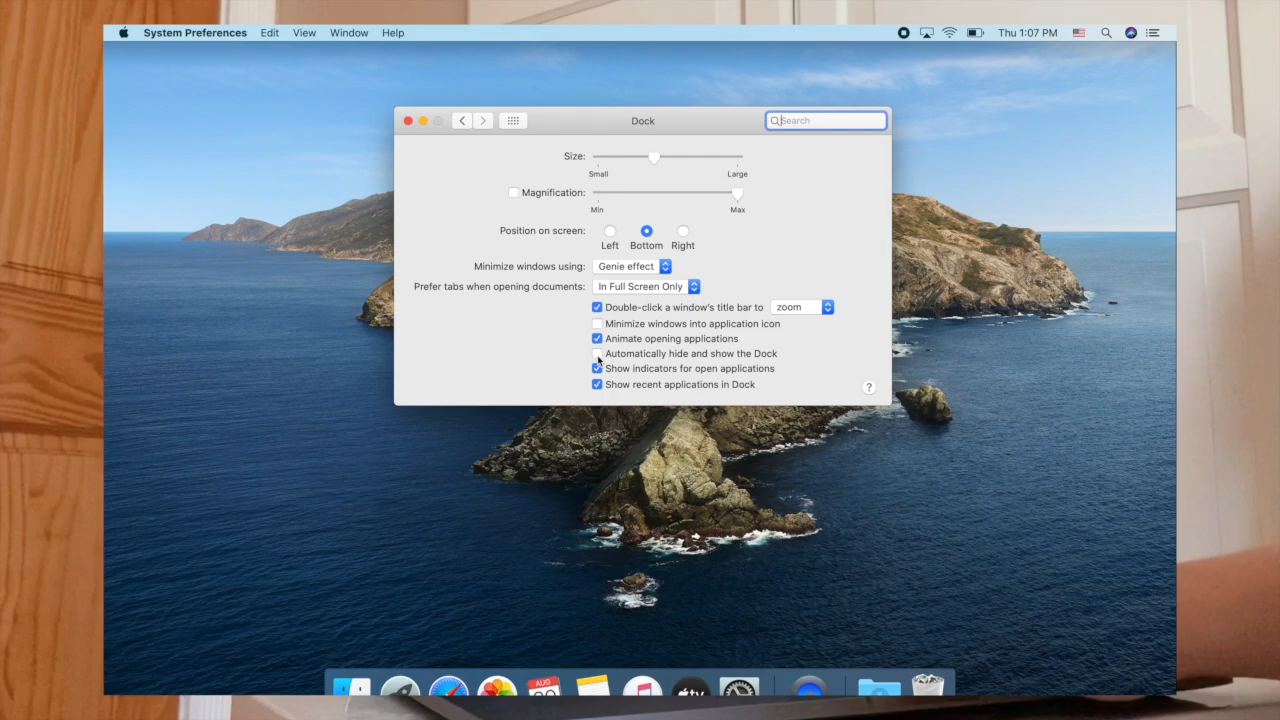 System Preferences Edit View Window Help Thu 1:07 PM
Dock
Search
Size:
Small Large
Magnification:
Min Max
Position on screen:
Left Bottom Right
Minimize windows using: Genie effect
Prefer tabs when opening documents: In Full Screen Only
Double-click a window's title bar to zoom
Minimize windows into application icon
Animate opening applications
Automatically hide and show the Dock
Show indicators for open applications
Show recent applications in Dock
?
AUG
tv